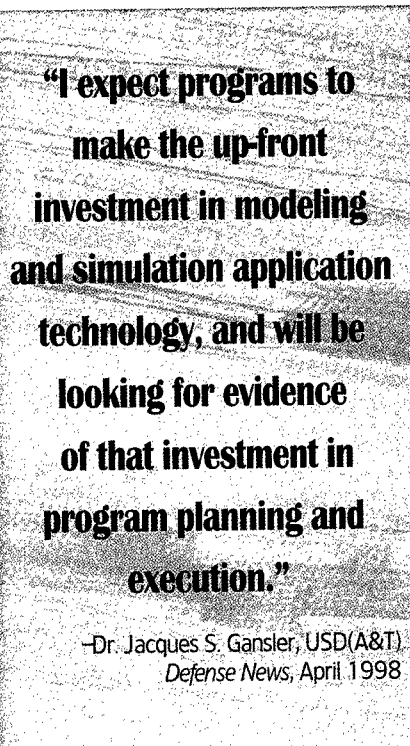 “I expect programs to
make the up-front
investment in modeling
and simulation application
technology, and will be
looking for evidence
of that investment in
program planning and
execution.”
–Dr. Jacques S. Gansler, USD(A&T)
Defense News, April 1998